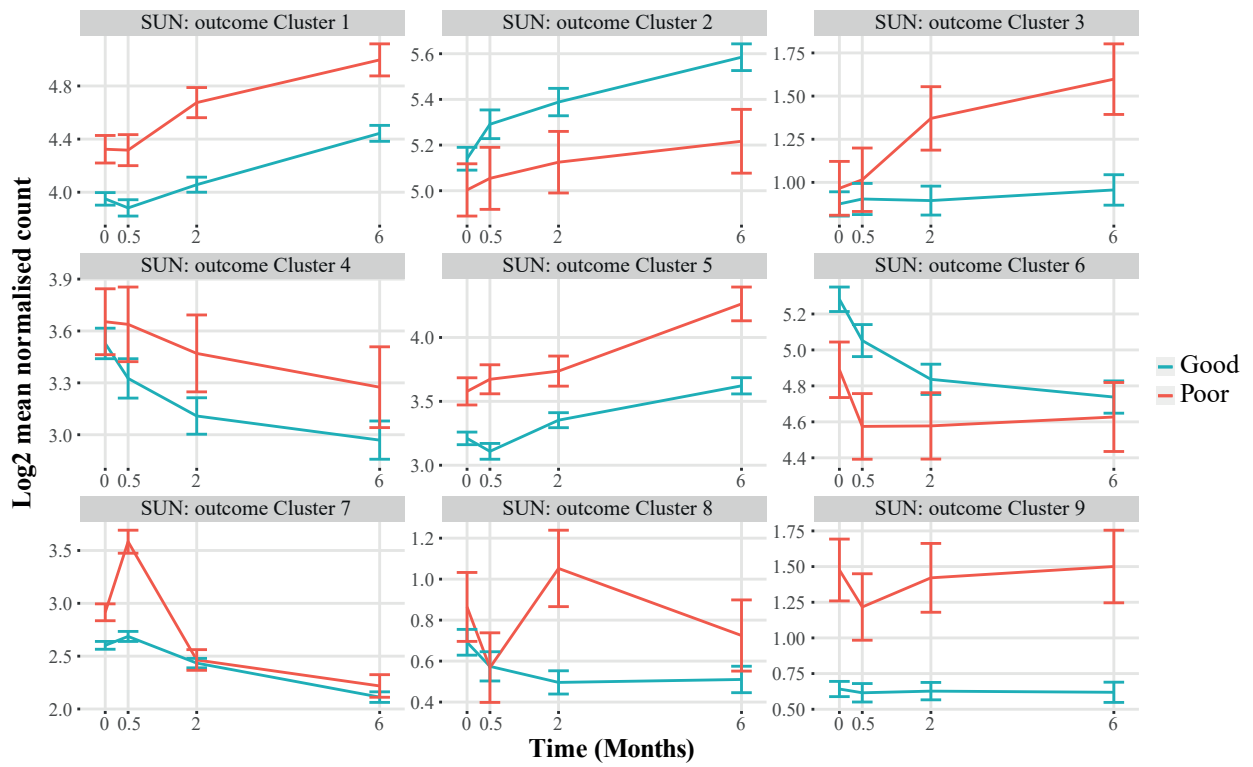 SUN: outcome Cluster 1 SUN: outcome Cluster 2 SUN: outcome Cluster 3
4.8
4.4
4.0
0 0.5 2 6
5.6
5.4
5.2
5.0
0 0.5 2 6
1.75
1.50
1.25
1.00
0 0.5 2 6
SUN: outcome Cluster 4 SUN: outcome Cluster 5 SUN: outcome Cluster 6
3.9
3.6
3.3
3.0
0 0.5 2 6
4.0
3.5
3.0
0 0.5 2 6
5.2
5.0
4.8
4.6
4.4
0 0.5 2 6
SUN: outcome Cluster 7 SUN: outcome Cluster 8 SUN: outcome Cluster 9
3.5
3.0
2.5
2.0
0 0.5 2 6
1.2
1.0
0.8
0.6
0.4
0 0.5 2 6
1.75
1.50
1.25
1.00
0.75
0.50
0 0.5 2 6
Log2 mean normalised count
Time (Months)
Good
Poor